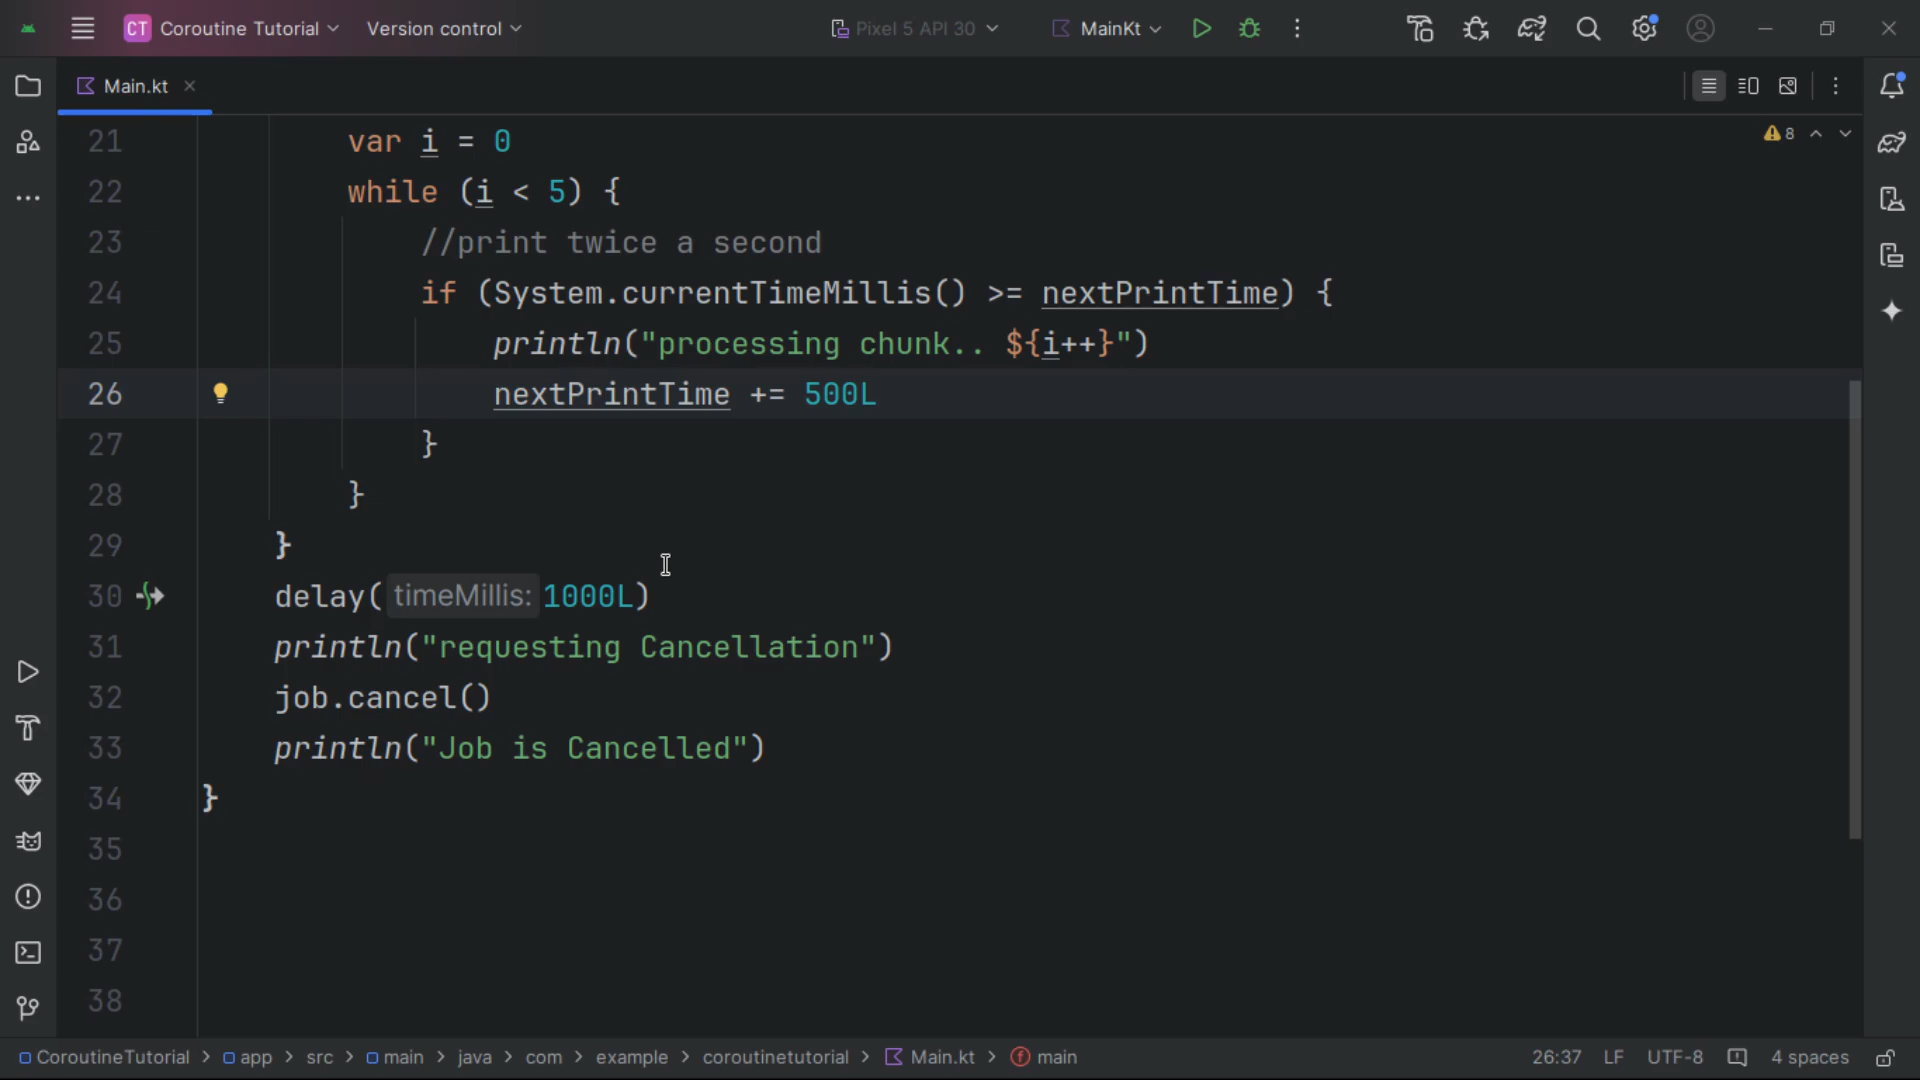 CT Coroutine Tutorial Version control Pixel 5 API 30 MainKt
Main.kt
8
21 var i = 0
22 while (i < 5) {
23 //print twice a second
24 if (System.currentTimeMillis() >= nextPrintTime) {
25 println("processing chunk.. ${i++}")
26 nextPrintTime += 500L
27 }
28 }
29 }
30 delay(timeMillis: 1000L)
31 println("requesting Cancellation")
32 job.cancel()
33 println("Job is Cancelled")
34 }
35
36
37
38
CoroutineTutorial > app > src > main > java > com > example > coroutinetutorial > Main.kt > main 26:37 LF UTF-8 4 spaces